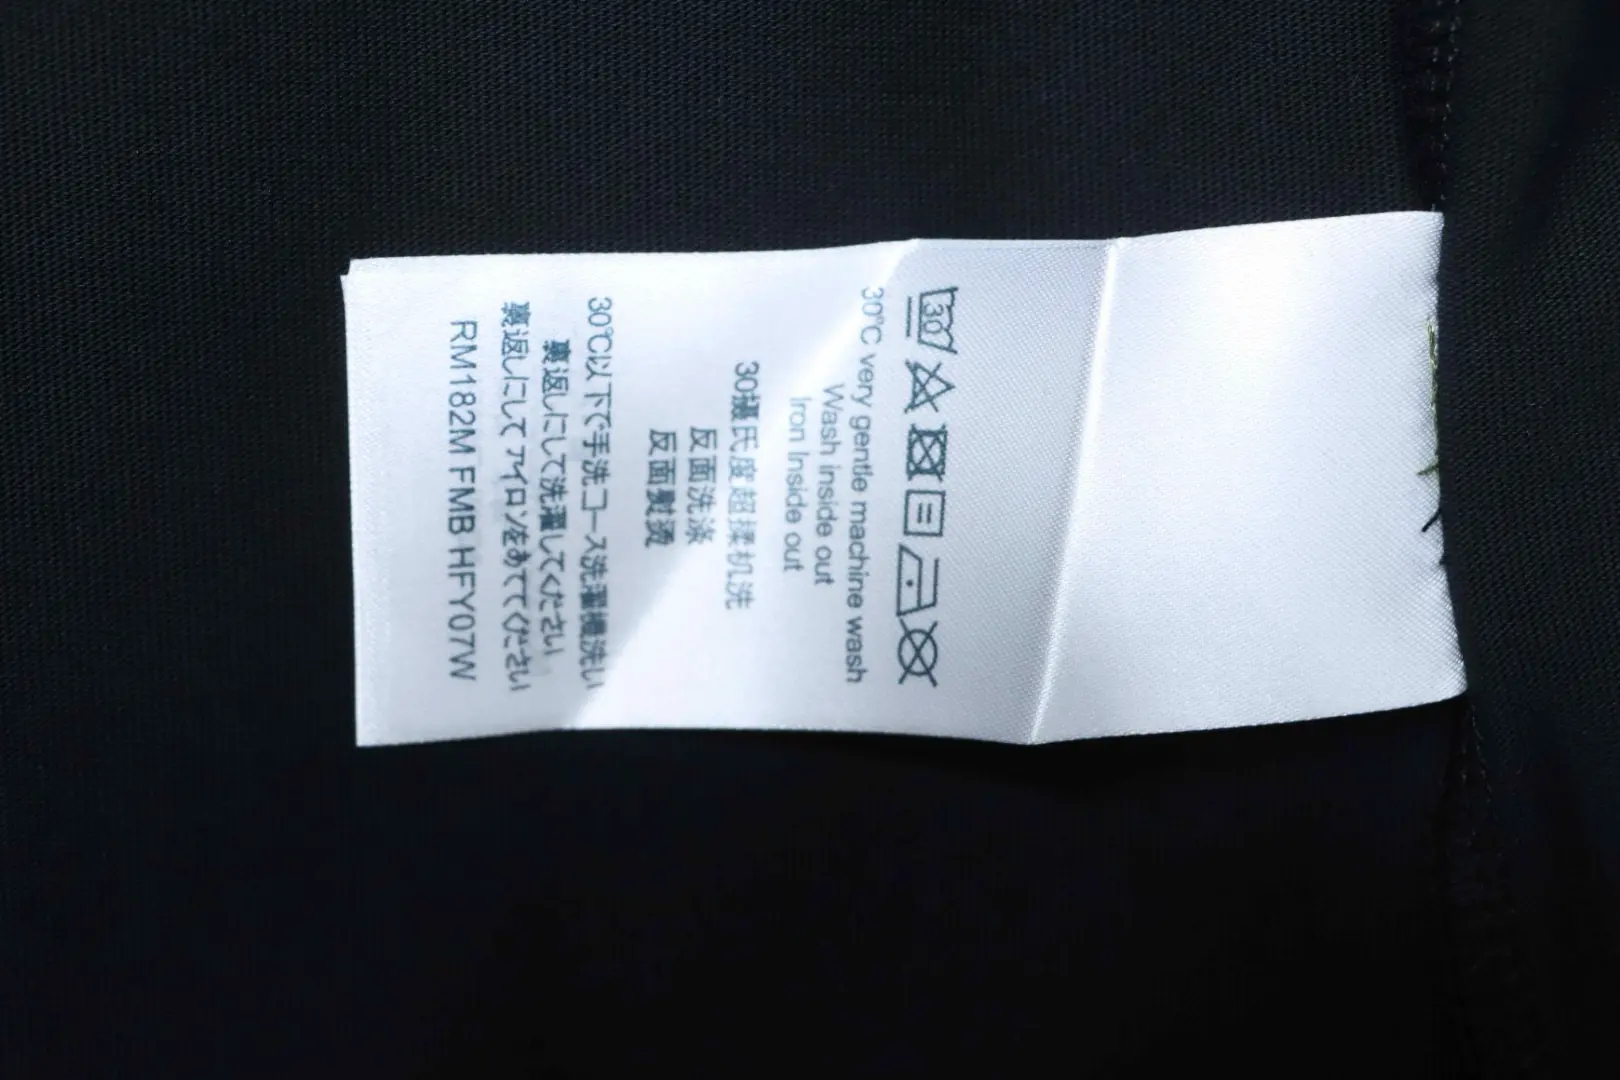 30
30°C very gentle machine wash
Wash inside out
Iron Inside out
30摄氏度超揉机洗
反面洗涤
反面熨烫
30℃以下で手洗コース洗濯機洗い
裏返しにして洗濯してください
裏返しにして アイロンをあててください
RM182M FMB HFY07W